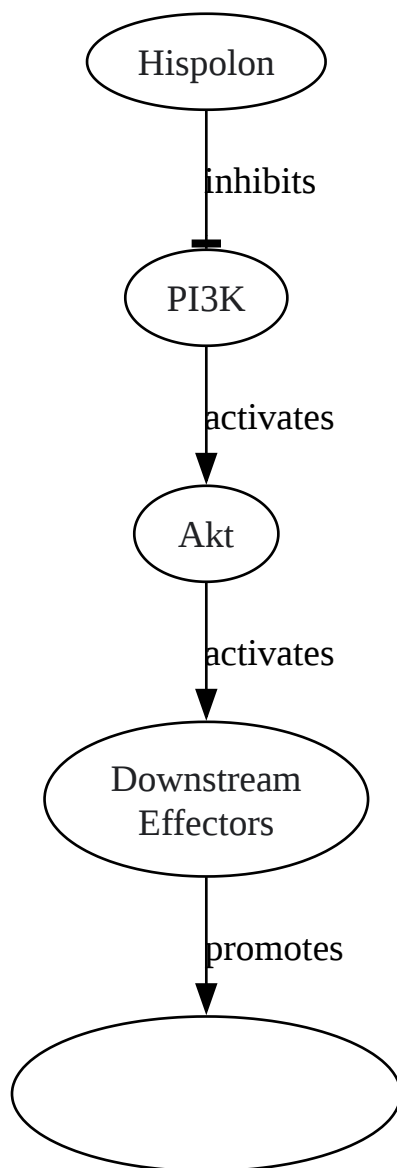 Hispolon
inhibits
PI3K
activates
Akt
activates
Downstream
Effectors
promotes